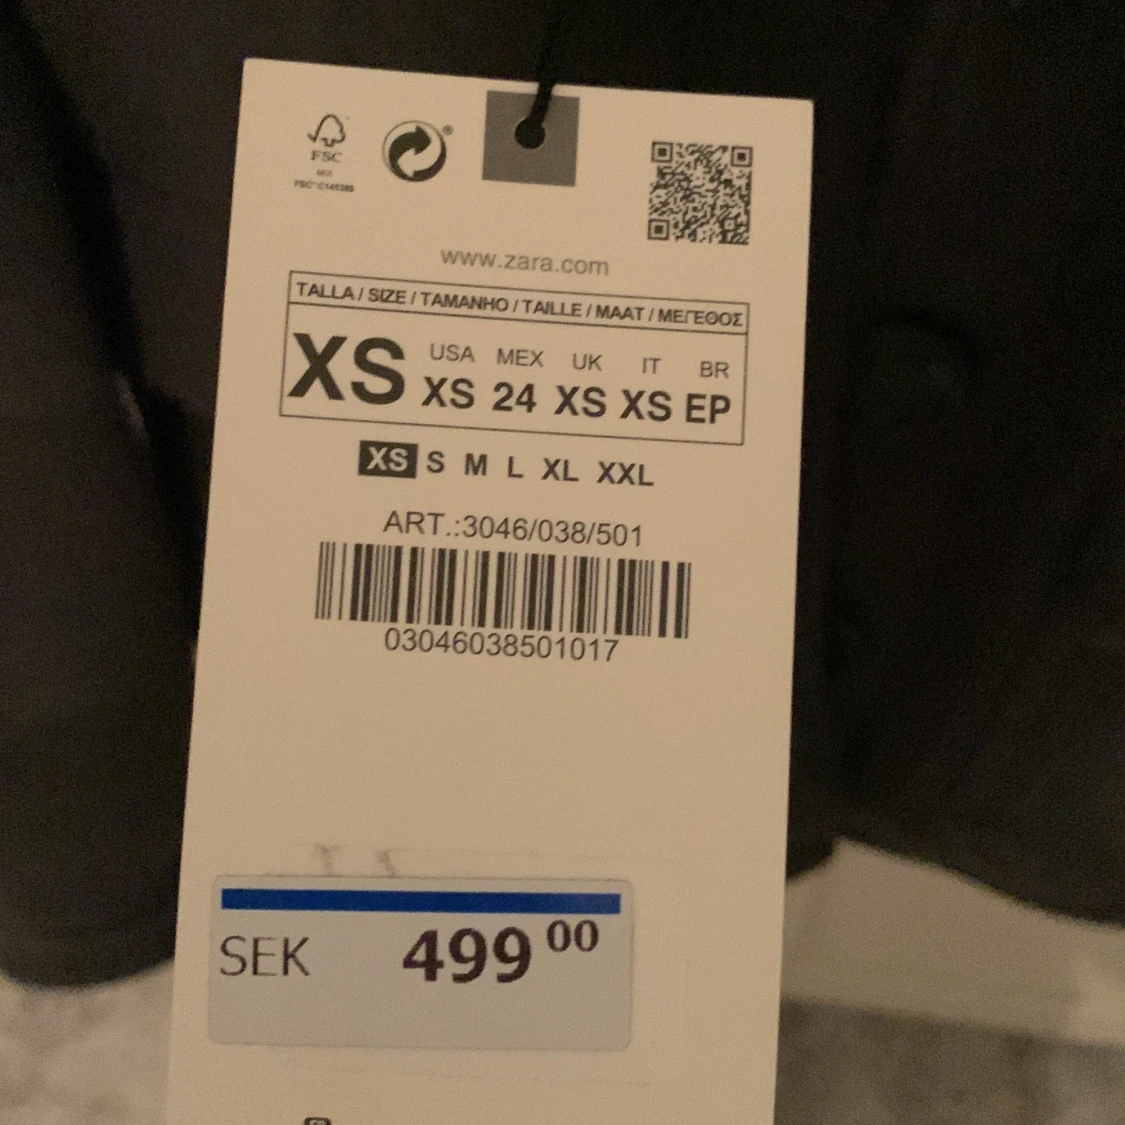 FSC
www.zara.com
TALLA / SIZE / TAMANHO / TAILLE / MAAT / ΜΕΓΕΘΟΣ
XS USA MEX UK IT BR
XS 24 XS XS EP
XS S M L XL XXL
ART.:3046/038/501
03046038501017
SEK 499 00